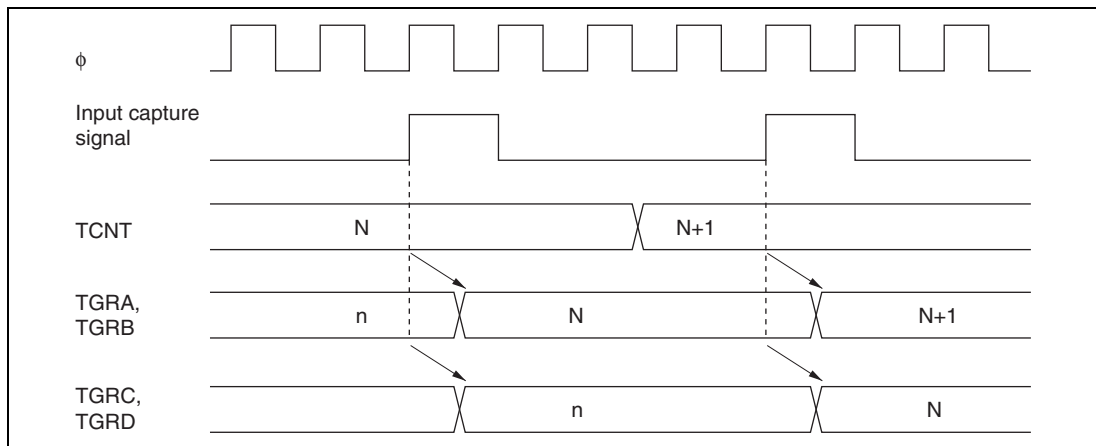 ϕ
Input capture
signal
TCNT
N
N+1
TGRA,
TGRB
n
N
N+1
TGRC,
TGRD
n
N